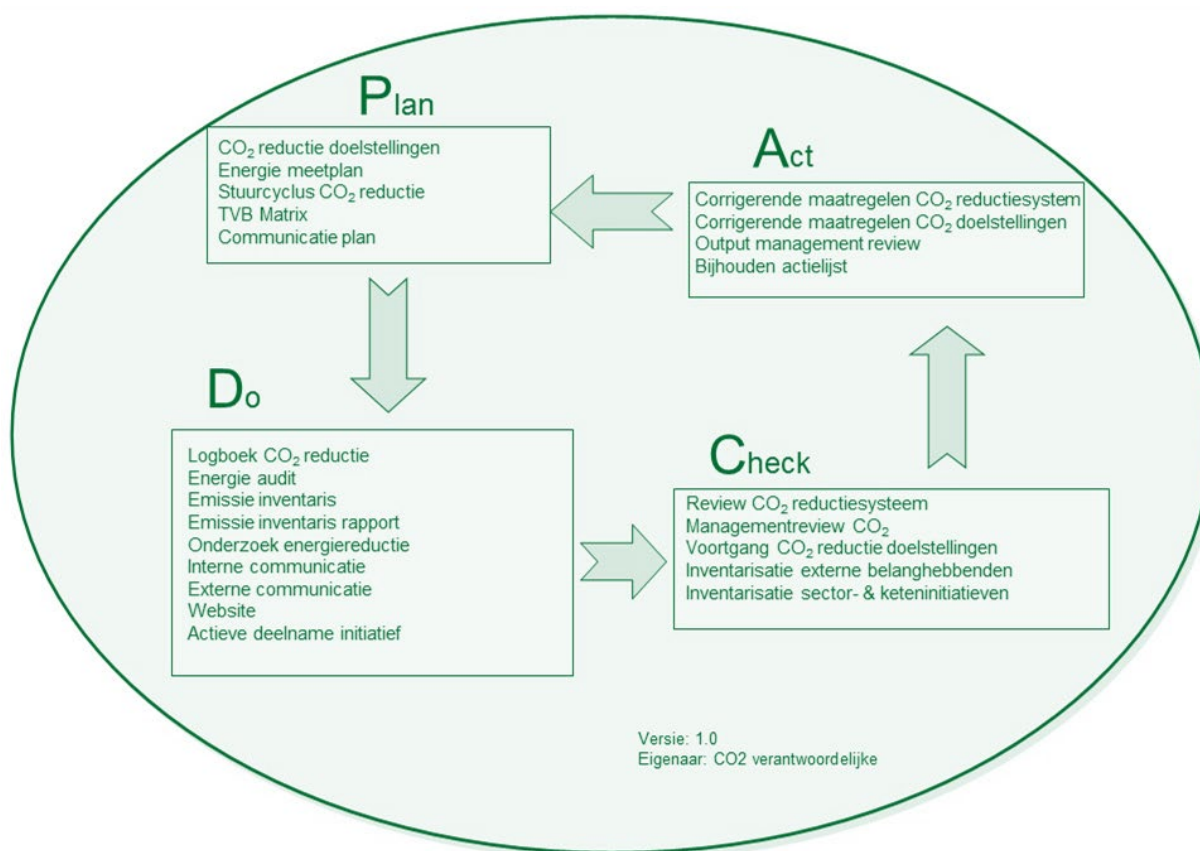 Plan
CO₂ reductie doelstellingen
Energie meetplan
Stuurcyclus CO₂ reductie
TVB Matrix
Communicatie plan
Act
Corrigerende maatregelen CO₂ reductiesystem
Corrigerende maatregelen CO₂ doelstellingen
Output management review
Bijhouden actielijst
Do
Logboek CO₂ reductie
Energie audit
Emissie inventaris
Emissie inventaris rapport
Onderzoek energiereductie
Interne communicatie
Externe communicatie
Website
Actieve deelname initiatief
Check
Review CO₂ reductiesysteem
Managementreview CO₂
Voortgang CO₂ reductie doelstellingen
Inventarisatie externe belanghebbenden
Inventarisatie sector- & keteninitiatieven
Versie: 1.0
Eigenaar: CO2 verantwoordelijke